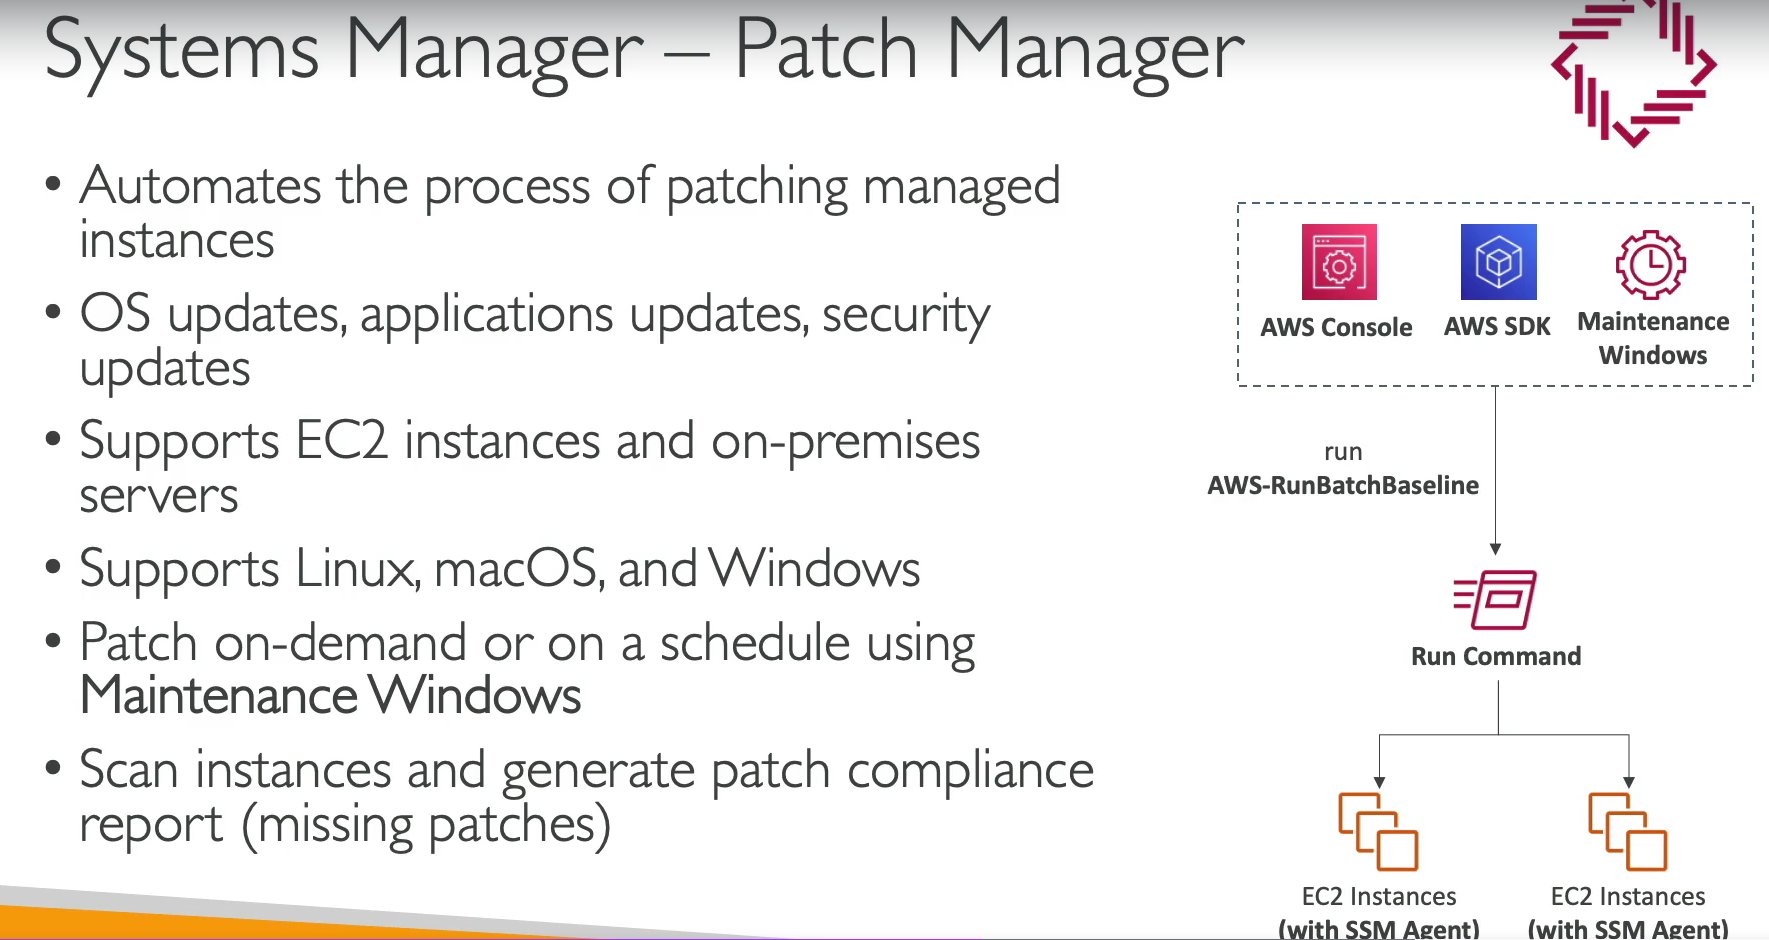 Systems Manager – Patch Manager
• Automates the process of patching managed
instances
• OS updates, applications updates, security
updates
• Supports EC2 instances and on-premises
servers
• Supports Linux, macOS, and Windows
• Patch on-demand or on a schedule using
Maintenance Windows
• Scan instances and generate patch compliance
report (missing patches)
AWS Console
AWS SDK
Maintenance
Windows
run
AWS-RunBatchBaseline
Run Command
EC2 Instances
(with SSM Agent)
EC2 Instances
(with SSM Agent)